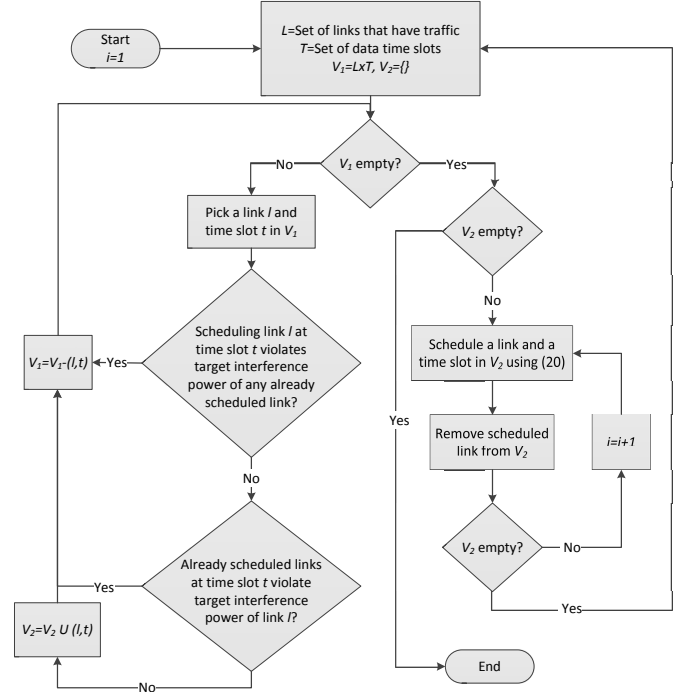 Start
i=1
L=Set of links that have traffic
T=Set of data time slots
V₁=LxT, V₂={}
V₁ empty?
No
Yes
Pick a link l and
time slot t in V₁
V₂ empty?
No
Scheduling link l at
time slot t violates
target interference
power of any already
scheduled link?
Yes
V₁=V₁-(l,t)
Schedule a link and a
time slot in V₂ using (20)
Yes
Remove scheduled
link from V₂
i=i+1
No
V₂ empty?
No
Yes
Already scheduled links
at time slot t violate
target interference
power of link l?
Yes
V₂=V₂ U (l,t)
No
End